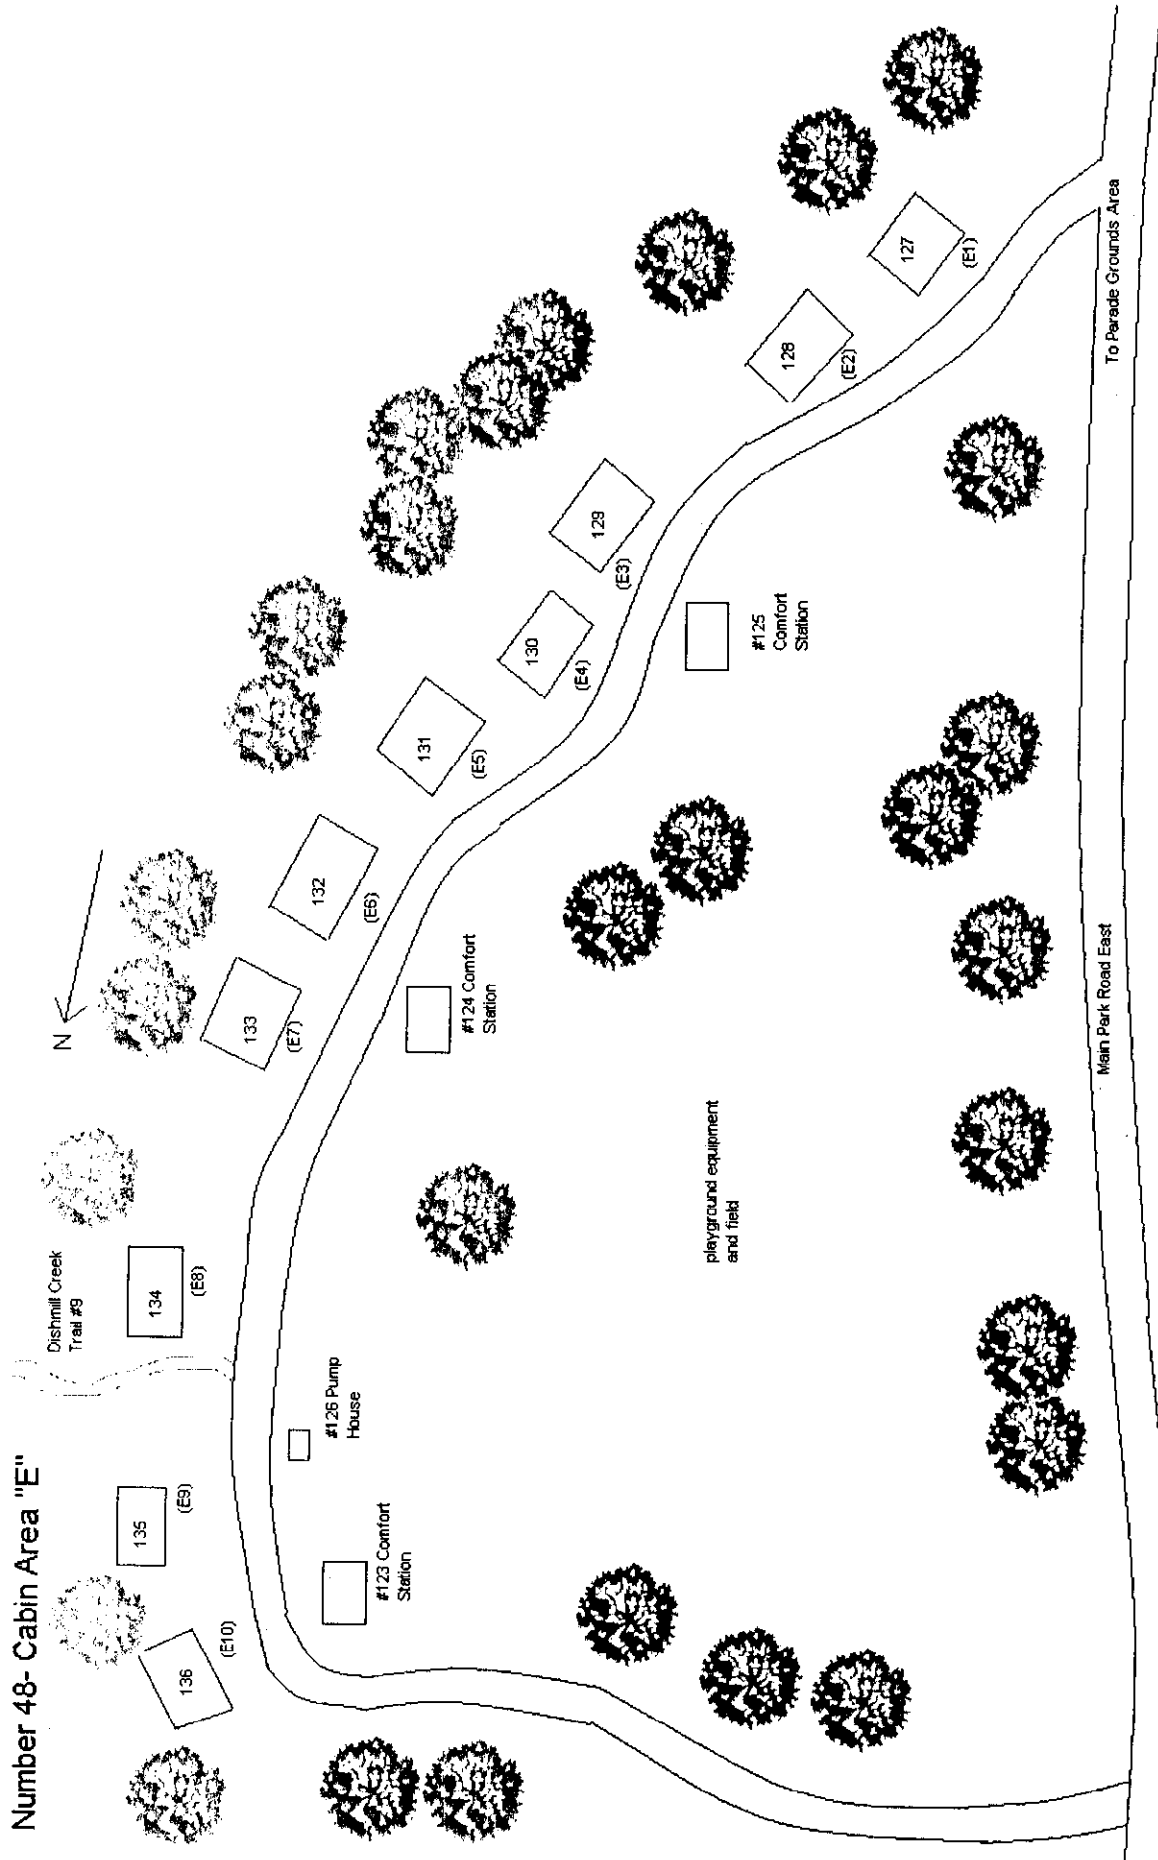 Number 48- Cabin Area "E"
N
Dishmill Creek
Trail #9
136
(E10)
135
(E9)
134
(E8)
133
(E7)
132
(E6)
131
(E5)
130
(E4)
129
(E3)
128
(E2)
127
(E1)
#123 Comfort
Station
#126 Pump
House
#124 Comfort
Station
#125
Comfort
Station
playground equipment
and field
Main Park Road East
To Parade Grounds Area